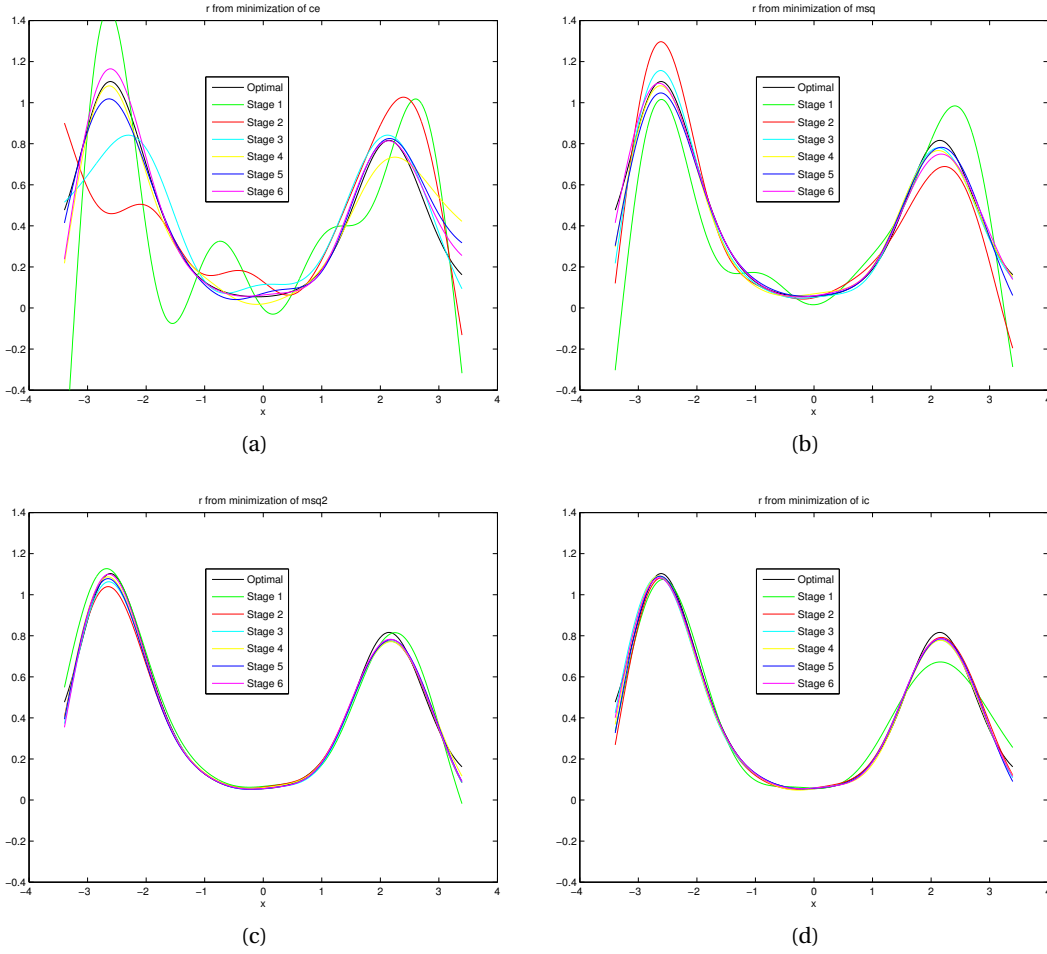 r from minimization of ce
1.4
1.2
1
0.8
0.6
0.4
0.2
0
−0.2
−0.4
−4
−3
−2
−1
0
1
2
3
4
x
Optimal
Stage 1
Stage 2
Stage 3
Stage 4
Stage 5
Stage 6
(a)
r from minimization of msq
1.4
1.2
1
0.8
0.6
0.4
0.2
0
−0.2
−0.4
−4
−3
−2
−1
0
1
2
3
4
x
Optimal
Stage 1
Stage 2
Stage 3
Stage 4
Stage 5
Stage 6
(b)
r from minimization of msq2
1.4
1.2
1
0.8
0.6
0.4
0.2
0
−0.2
−0.4
−4
−3
−2
−1
0
1
2
3
4
x
Optimal
Stage 1
Stage 2
Stage 3
Stage 4
Stage 5
Stage 6
(c)
r from minimization of ic
1.4
1.2
1
0.8
0.6
0.4
0.2
0
−0.2
−0.4
−4
−3
−2
−1
0
1
2
3
4
x
Optimal
Stage 1
Stage 2
Stage 3
Stage 4
Stage 5
Stage 6
(d)